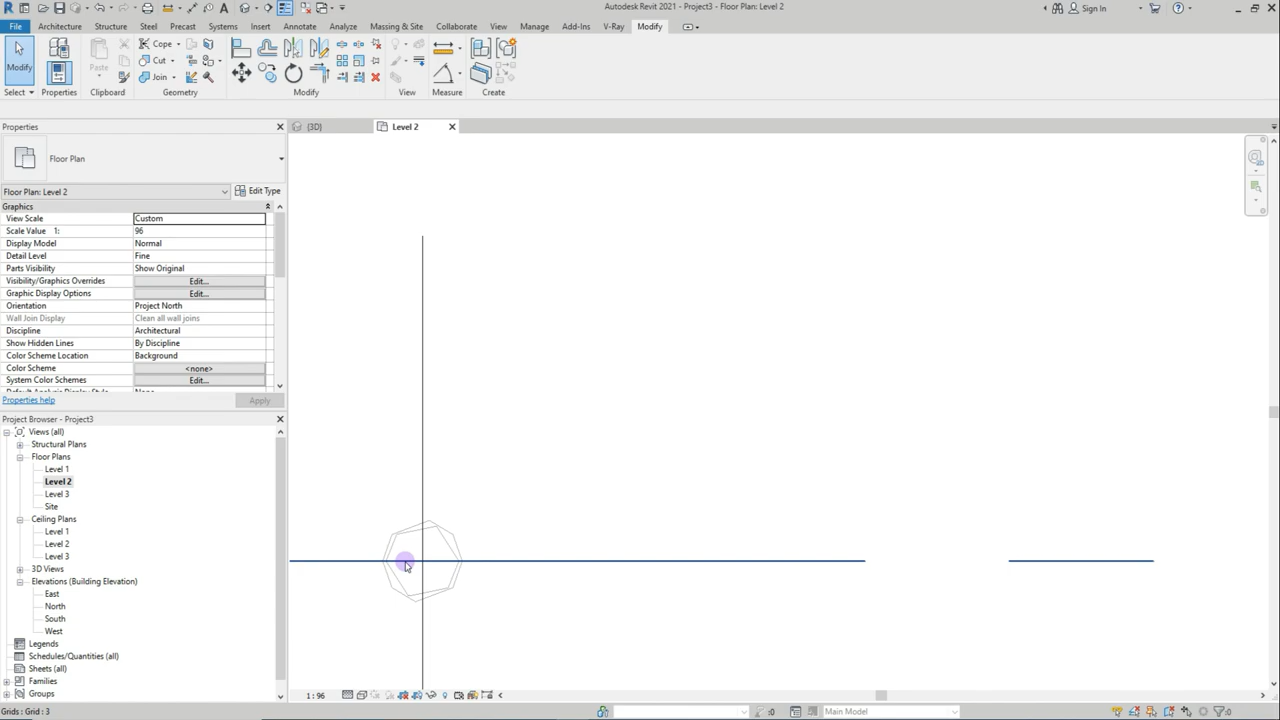 Autodesk Revit 2021 - Project3 - Floor Plan: Level 2
Sign In
File Architecture Structure Steel Precast Systems Insert Annotate Analyze Massing & Site Collaborate View Manage Add-Ins V-Ray Modify
Modify
Paste
Cope
Cut
Join
Select Properties Clipboard Geometry Modify View Measure Create
Properties
(3D)
Level 2
Floor Plan
Floor Plan: Level 2
Edit Type
Graphics
View Scale Custom
Scale Value 1: 96
Display Model Normal
Detail Level Fine
Parts Visibility Show Original
Visibility/Graphics Overrides Edit...
Graphic Display Options Edit...
Orientation Project North
Wall Join Display Clean all wall joins
Discipline Architectural
Show Hidden Lines By Discipline
Color Scheme Location Background
Color Scheme <none>
System Color Schemes Edit...
Properties help
Apply
Project Browser - Project3
Views (all)
Structural Plans
Floor Plans
Level 1
Level 2
Level 3
Site
Ceiling Plans
Level 1
Level 2
Level 3
3D Views
Elevations (Building Elevation)
East
North
South
West
Legends
Schedules/Quantities (all)
Sheets (all)
Families
Groups
1 : 96
Grids : Grid : 3
:0
Main Model
:0